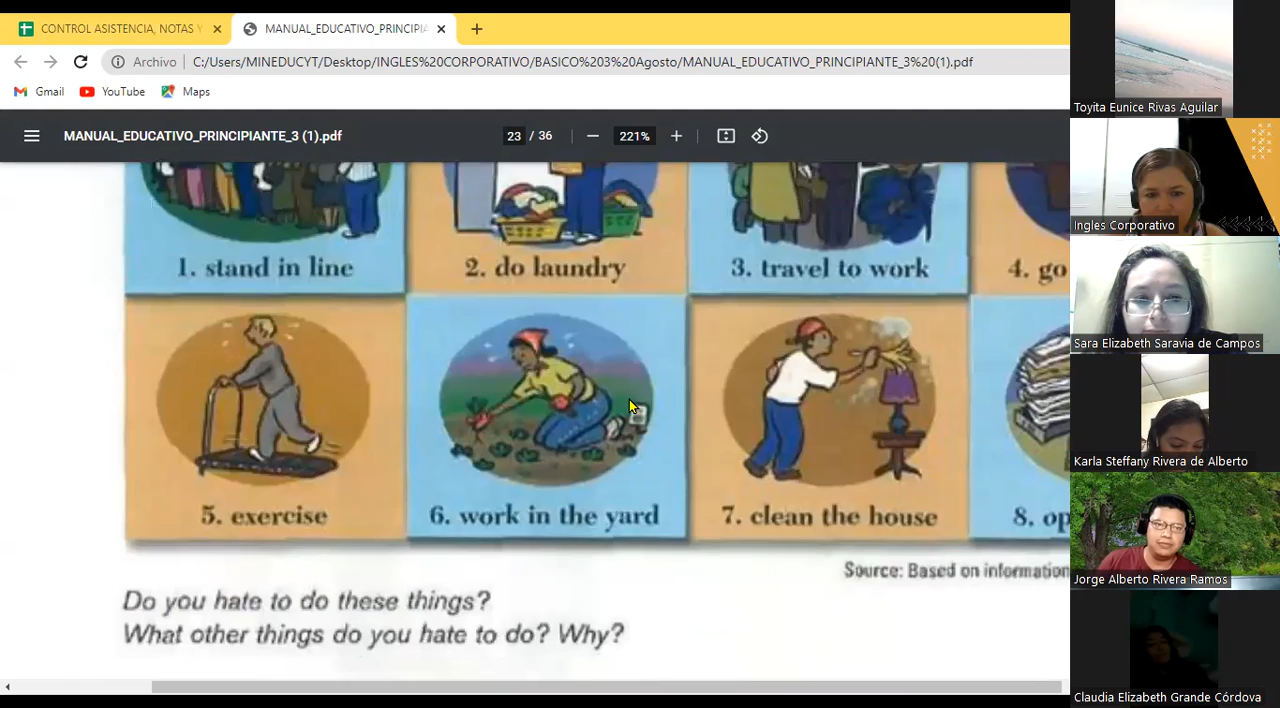 CONTROL ASISTENCIA, NOTAS Y
MANUAL_EDUCATIVO_PRINCIPIA
Archivo
C:/Users/MINEDUCYT/Desktop/INGLES%20CORPORATIVO/BASICO%203%20Agosto/MANUAL_EDUCATIVO_PRINCIPIANTE_3%20(1).pdf
Gmail
YouTube
Maps
MANUAL_EDUCATIVO_PRINCIPIANTE_3 (1).pdf
23 / 36
221%
1. stand in line
2. do laundry
3. travel to work
4. go
5. exercise
6. work in the yard
7. clean the house
8. op
Source: Based on information
Do you hate to do these things?
What other things do you hate to do? Why?
Toyita Eunice Rivas Aguilar
Ingles Corporativo
Sara Elizabeth Saravia de Campos
Karla Steffany Rivera de Alberto
Jorge Alberto Rivera Ramos
Claudia Elizabeth Grande Córdova